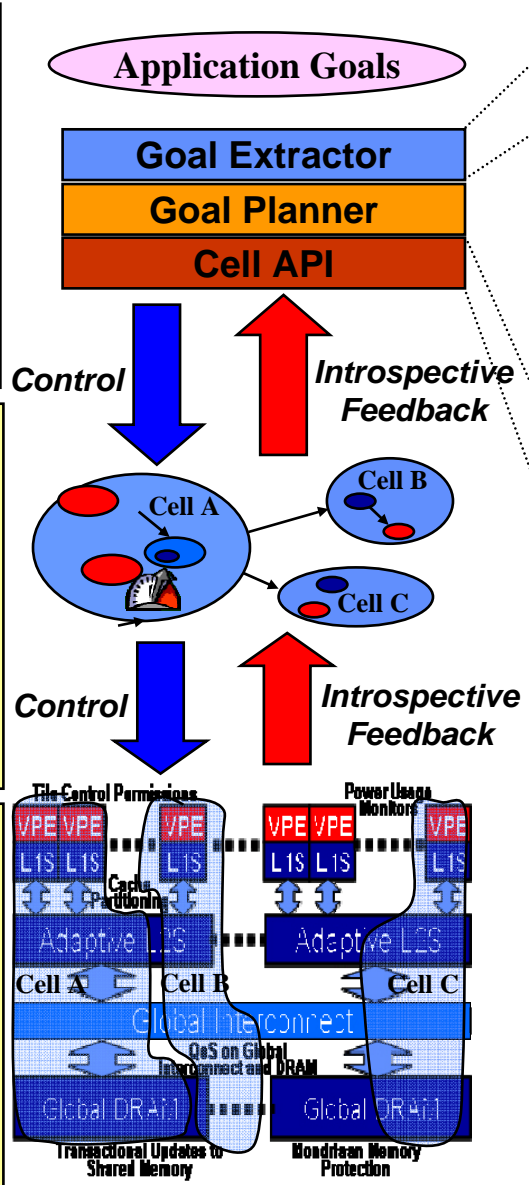 Application Goals
Goal Extractor
Goal Planner
Cell API
Control
Introspective
Feedback
Cell A
Cell B
Cell C
Control
Introspective
Feedback
Tile Control Permissions
Power Usage
Monitors
VPE VPE VPE VPE VPE VPE
L1S L1S L1S L1S L1S L1S
Cache
Partitioning
Adaptive L2S Adaptive L2S
Cell A Cell B Cell C
Global Interconnect
QoS on Global
Interconnect and DRAM
Global DRAM Global DRAM
Transactional Updates to
Shared Memory
Mondriaan Memory
Protection